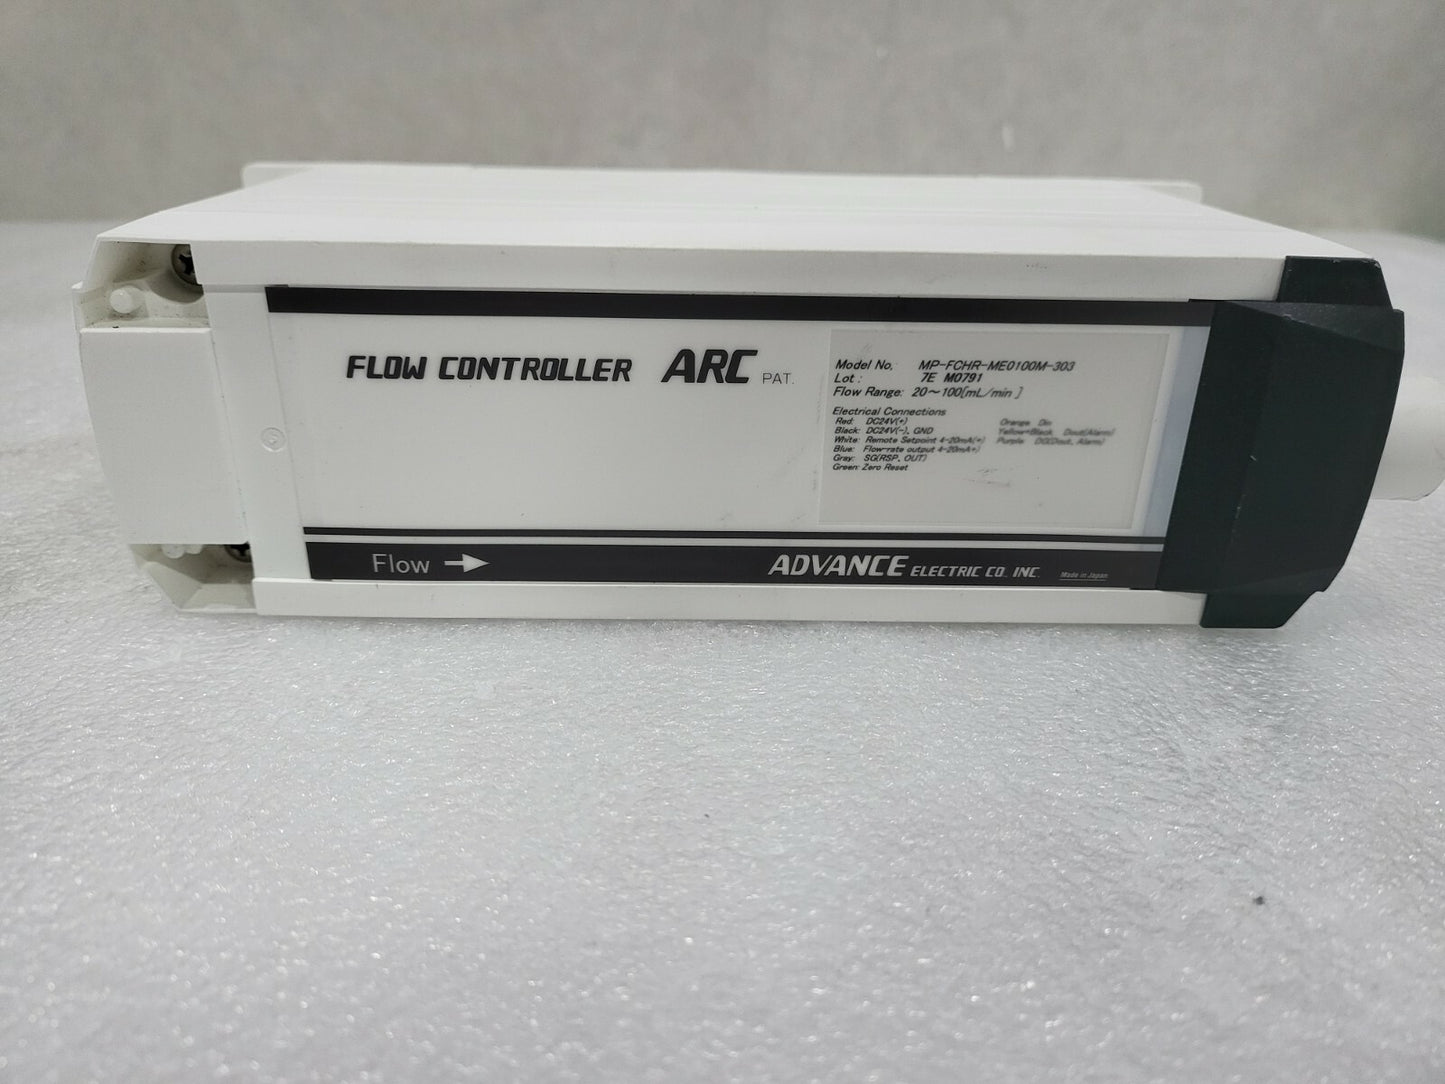 FLOW CONTROLLER ARC PAT.
Model No. MP-FCHR-ME0100M-303
Lot : 7E M0791
Flow Range: 20～100[mL/min ]
Electrical Connections
Red: DC24V(+) Orange Din
Black: DC24V(-), GND Yellow+Black Dout(Alarm)
White: Remote Setpoint 4-20mA(+) Purple DG(Dout, Alarm)
Blue: Flow-rate output 4-20mA+)
Gray: SG(RSP, OUT)
Green: Zero Reset
Flow →
ADVANCE ELECTRIC CO., INC. Made in Japan